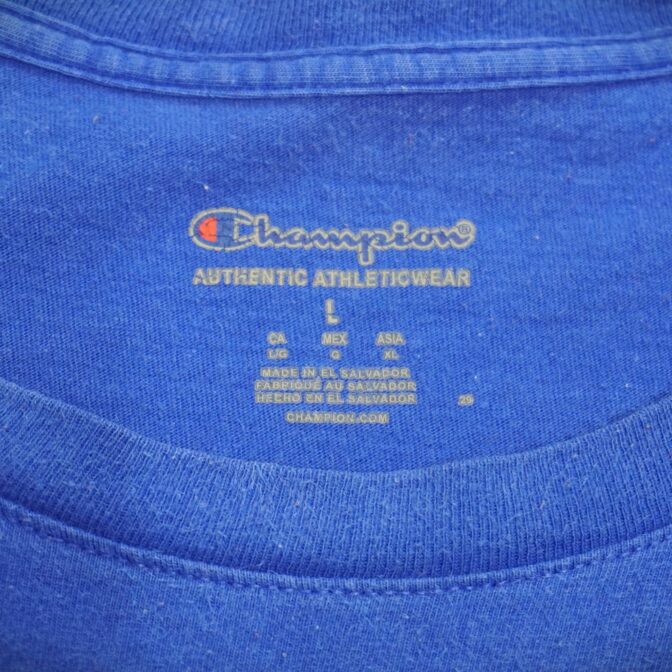 Champion®
AUTHENTIC ATHLETICWEAR
L
CA MEX ASIA
L/G G XL
MADE IN EL SALVADOR
FABRIQUÉ AU SALVADOR
HECHO EN EL SALVADOR 29
CHAMPION.COM